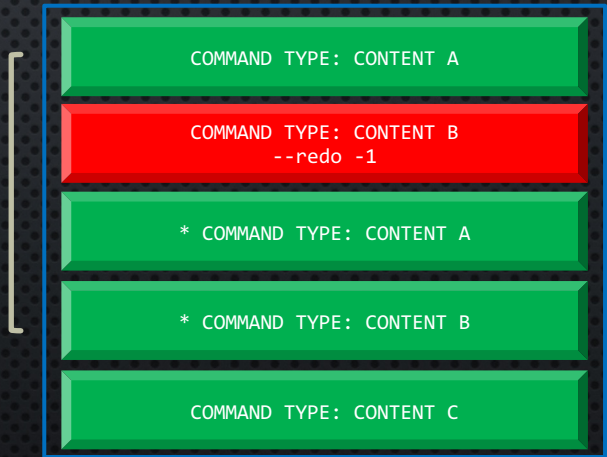 COMMAND TYPE: CONTENT A
COMMAND TYPE: CONTENT B
--redo -1
* COMMAND TYPE: CONTENT A
* COMMAND TYPE: CONTENT B
COMMAND TYPE: CONTENT C